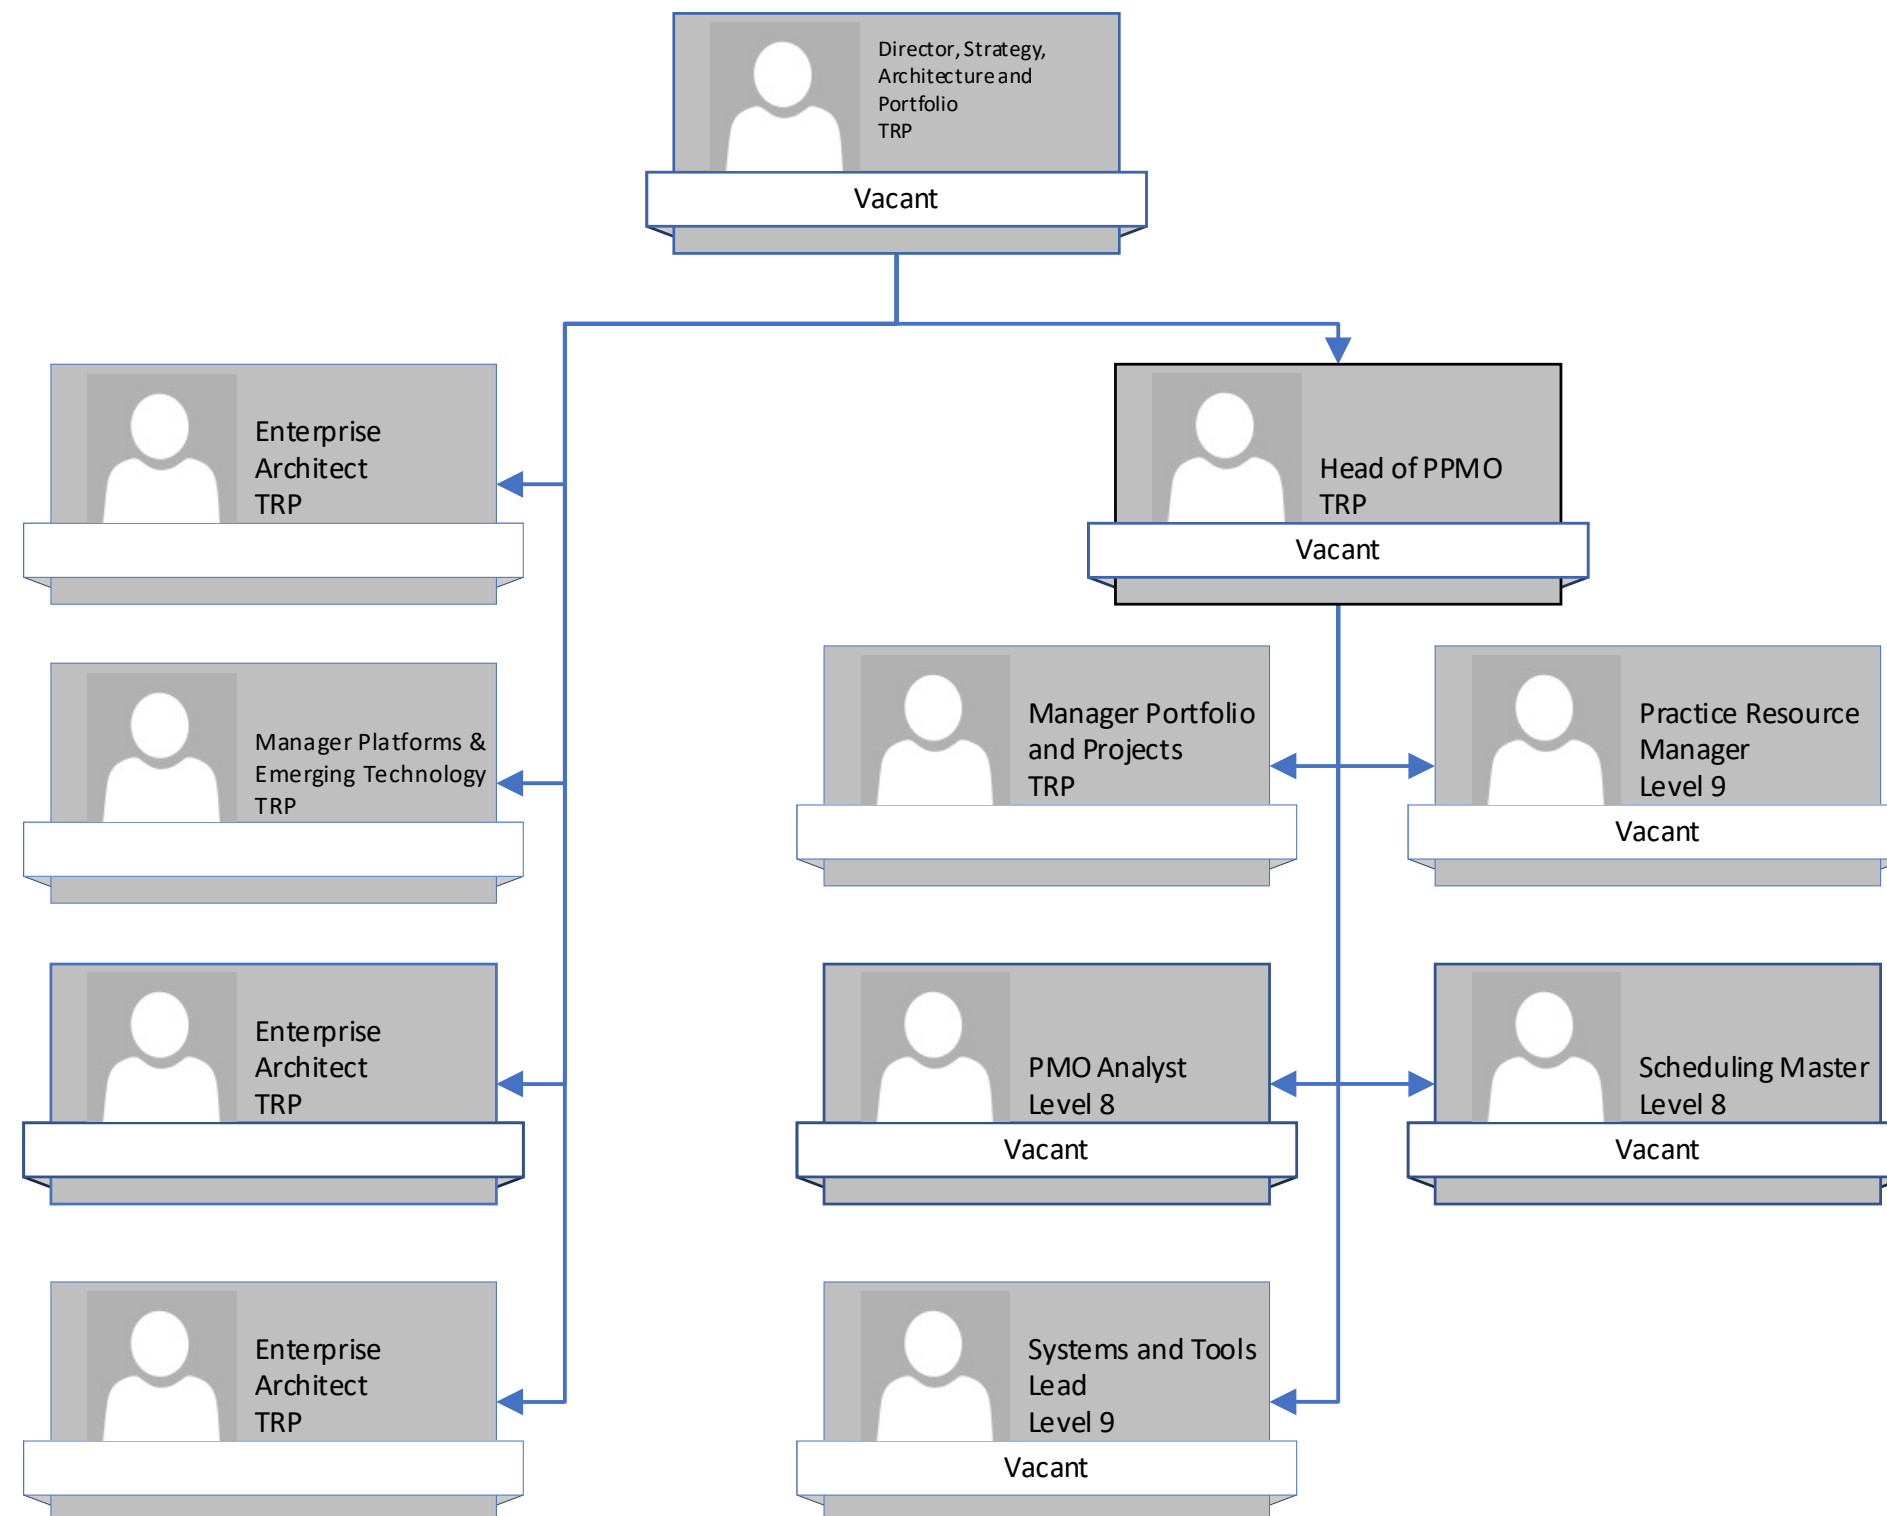 Director, Strategy,
Architecture and
Portfolio
TRP
Vacant
Enterprise
Architect
TRP
Head of PPMO
TRP
Vacant
Manager Platforms &
Emerging Technology
TRP
Manager Portfolio
and Projects
TRP
Practice Resource
Manager
Level 9
Vacant
Enterprise
Architect
TRP
PMO Analyst
Level 8
Vacant
Scheduling Master
Level 8
Vacant
Enterprise
Architect
TRP
Systems and Tools
Lead
Level 9
Vacant